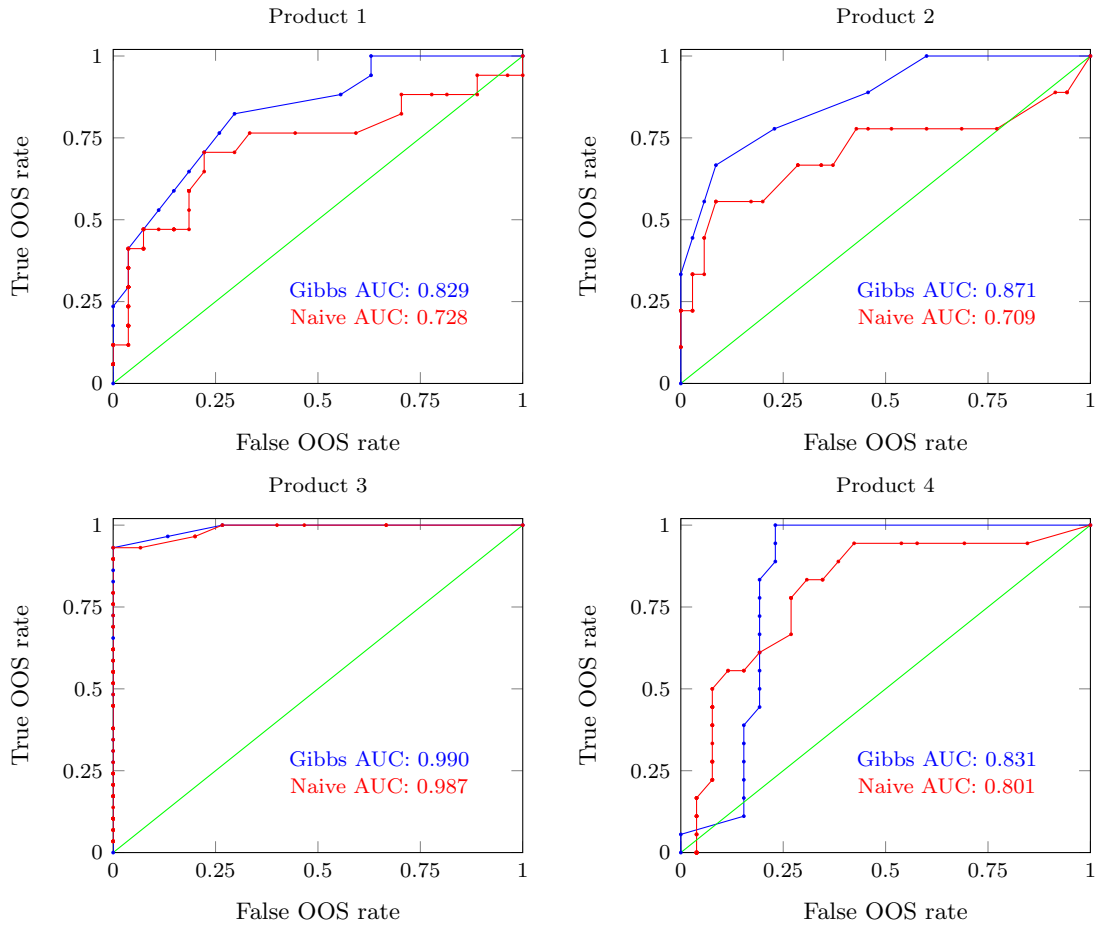 Product 1
True OOS rate
1
0.75
0.5
0.25
0
0 0.25 0.5 0.75 1
False OOS rate
Gibbs AUC: 0.829
Naive AUC: 0.728
Product 2
True OOS rate
1
0.75
0.5
0.25
0
0 0.25 0.5 0.75 1
False OOS rate
Gibbs AUC: 0.871
Naive AUC: 0.709
Product 3
True OOS rate
1
0.75
0.5
0.25
0
0 0.25 0.5 0.75 1
False OOS rate
Gibbs AUC: 0.990
Naive AUC: 0.987
Product 4
True OOS rate
1
0.75
0.5
0.25
0
0 0.25 0.5 0.75 1
False OOS rate
Gibbs AUC: 0.831
Naive AUC: 0.801